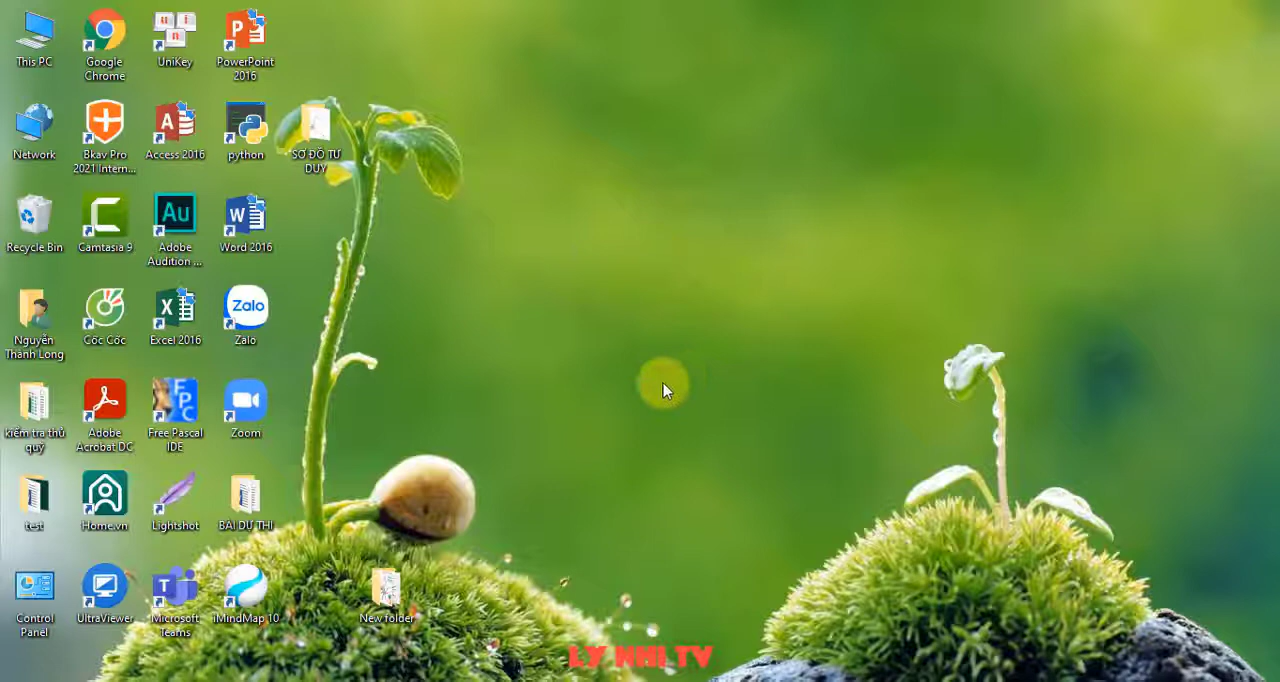 This PC
Google
Chrome
UniKey
PowerPoint
2016
Network
Bkav Pro
2021 Intern...
Access 2016
python
SƠ ĐỒ TƯ
DUY
Recycle Bin
Camtasia 9
Adobe
Audition ...
Word 2016
Nguyễn
Thành Long
Cốc Cốc
Excel 2016
Zalo
Zalo
kiểm tra thủ
quỹ
Adobe
Acrobat DC
Free Pascal
IDE
Zoom
test
iHome.vn
Lightshot
BÀI DỰ THI
Control
Panel
UltraViewer
Microsoft
Teams
iMindMap 10
New folder
LY NHI TV